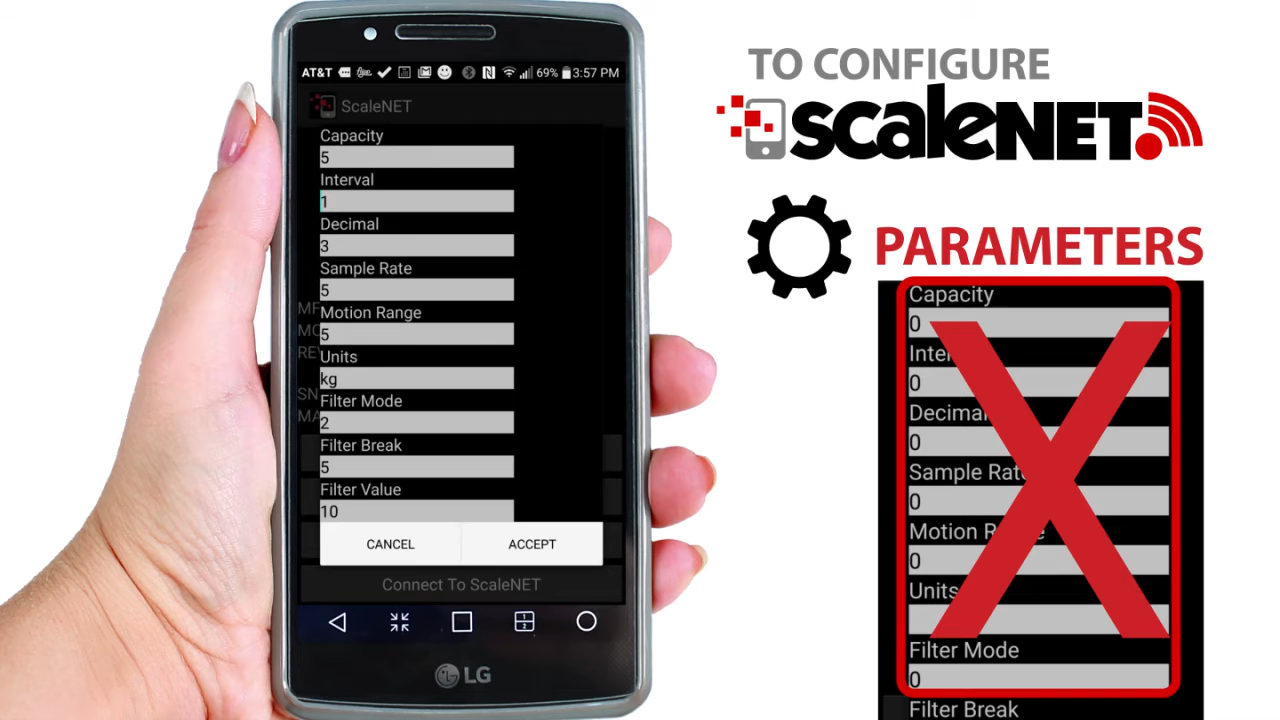 AT&T 69% 3:57 PM
ScaleNET
Capacity
5
Interval
1
Decimal
3
Sample Rate
5
Motion Range
5
Units
kg
Filter Mode
2
Filter Break
5
Filter Value
10
CANCEL ACCEPT
Connect To ScaleNET
LG
TO CONFIGURE
scaleNET
PARAMETERS
Capacity
0
0
Decimal
0
Sample Rate
0
0
Units
Filter Mode
0
Filter Break